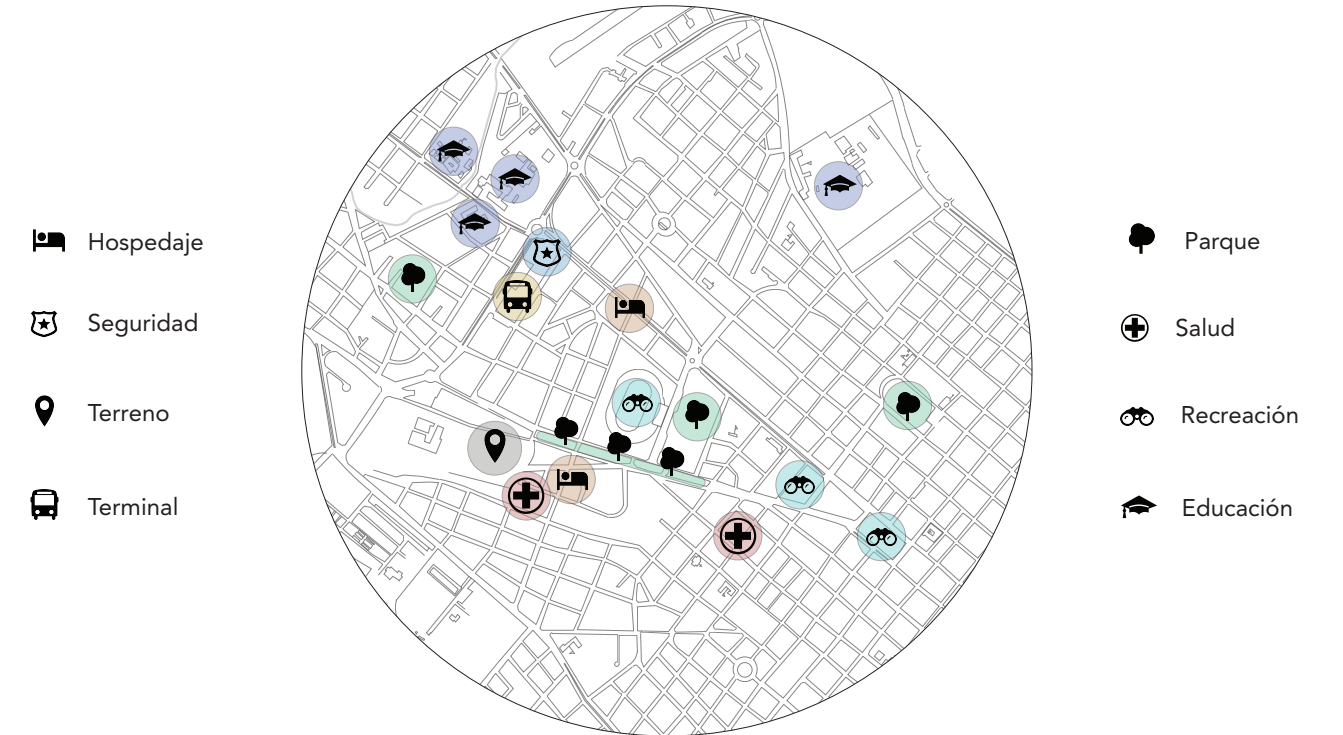 Hospedaje
Seguridad
Terreno
Terminal
Parque
Salud
Recreación
Educación